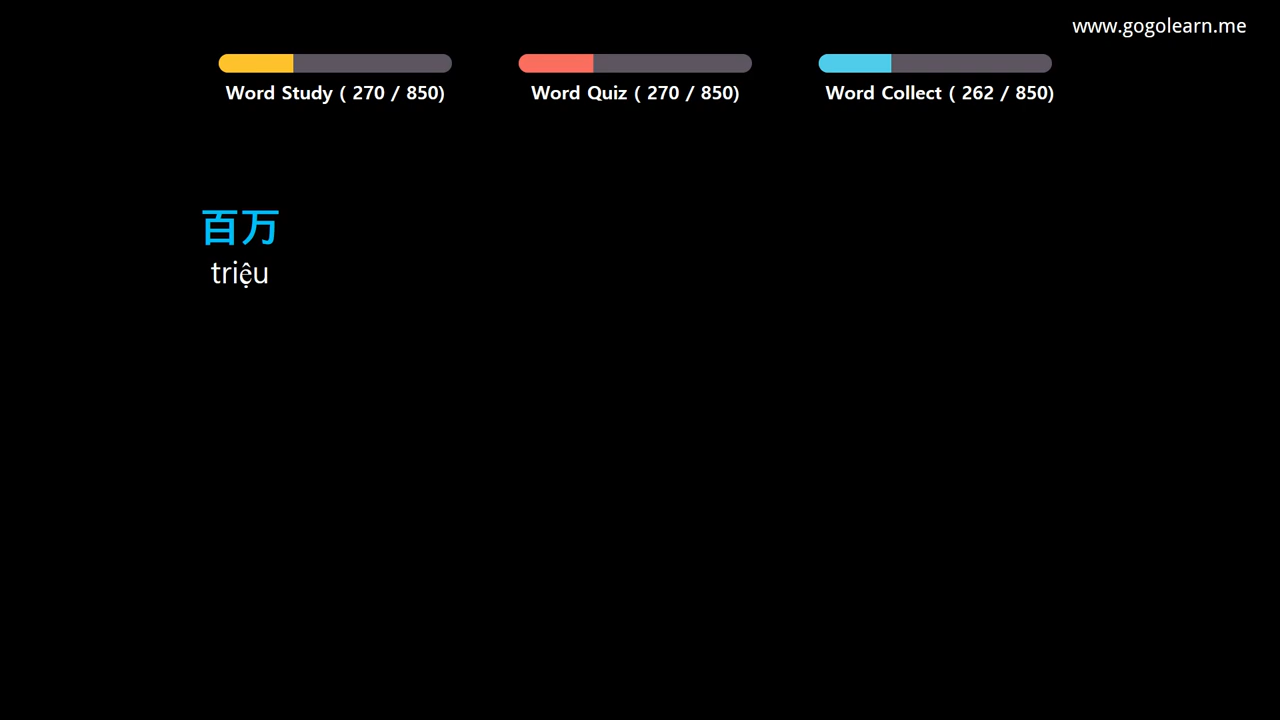 www.gogolearn.me
Word Study ( 270 / 850)
Word Quiz ( 270 / 850)
Word Collect ( 262 / 850)
百万
triệu